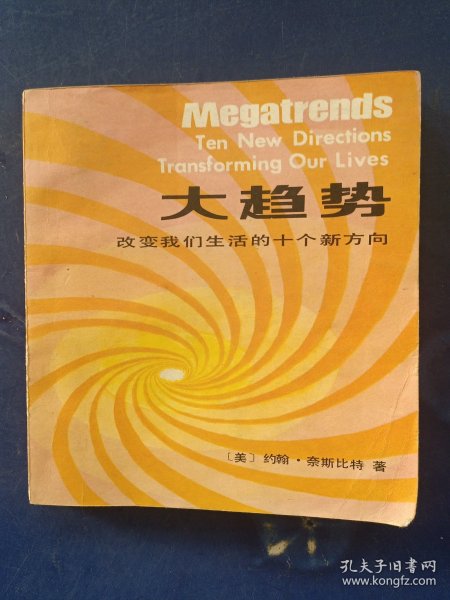 Megatrends
Ten New Directions
Transforming Our Lives
大趋势
改变我们生活的十个新方向
〔美〕约翰·奈斯比特 著
孔夫子旧书网
www.kongfz.com